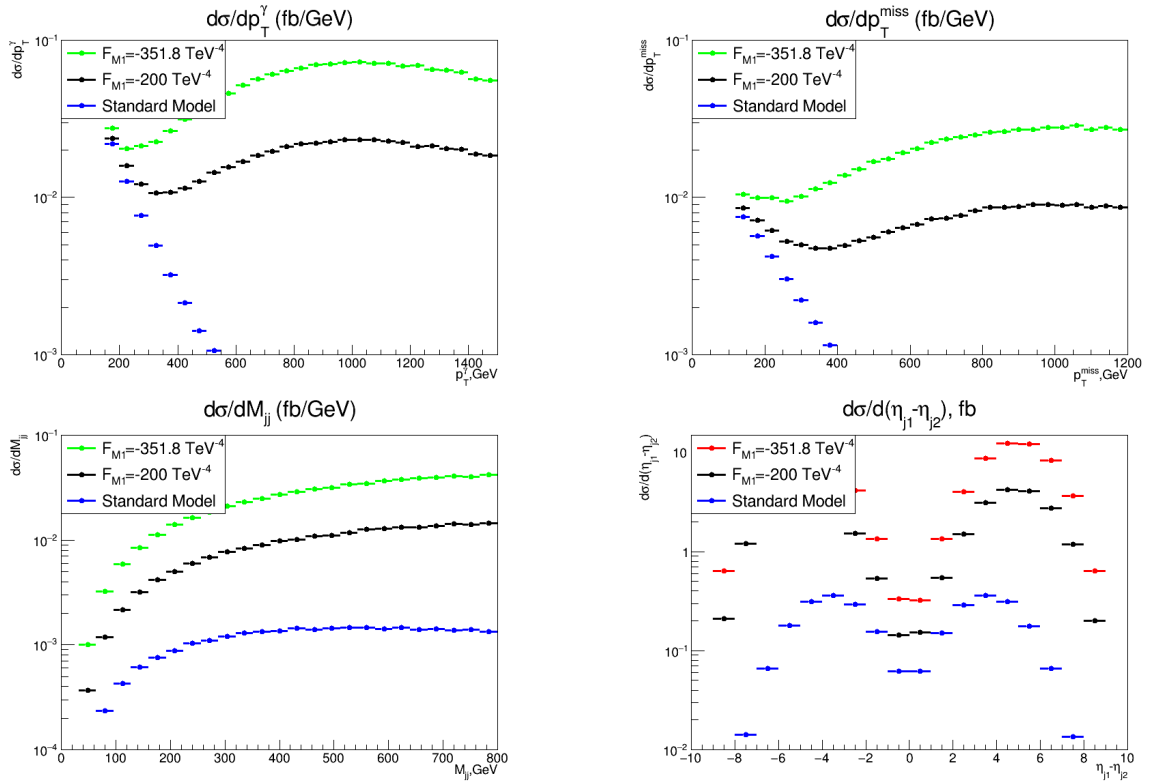 dσ/dp_T^γ (fb/GeV)
dσ/dp_T^γ
10^-1
F_M1=-351.8 TeV^-4
F_M1=-200 TeV^-4
Standard Model
10^-2
10^-3
0 200 400 600 800 1000 1200 1400
p_T^γ,GeV
dσ/dp_T^miss (fb/GeV)
dσ/dp_T^miss
10^-1
F_M1=-351.8 TeV^-4
F_M1=-200 TeV^-4
Standard Model
10^-2
10^-3
0 200 400 600 800 1000 1200
p_T^miss,GeV
dσ/dM_jj (fb/GeV)
dσ/dM_jj
10^-1
F_M1=-351.8 TeV^-4
F_M1=-200 TeV^-4
Standard Model
10^-2
10^-3
10^-4
0 100 200 300 400 500 600 700 800
M_jj,GeV
dσ/d(η_j1-η_j2), fb
dσ/d(η_j1-η_j2)
10
F_M1=-351.8 TeV^-4
F_M1=-200 TeV^-4
Standard Model
1
10^-1
10^-2
−10 −8 −6 −4 −2 0 2 4 6 8 10
η_j1-η_j2